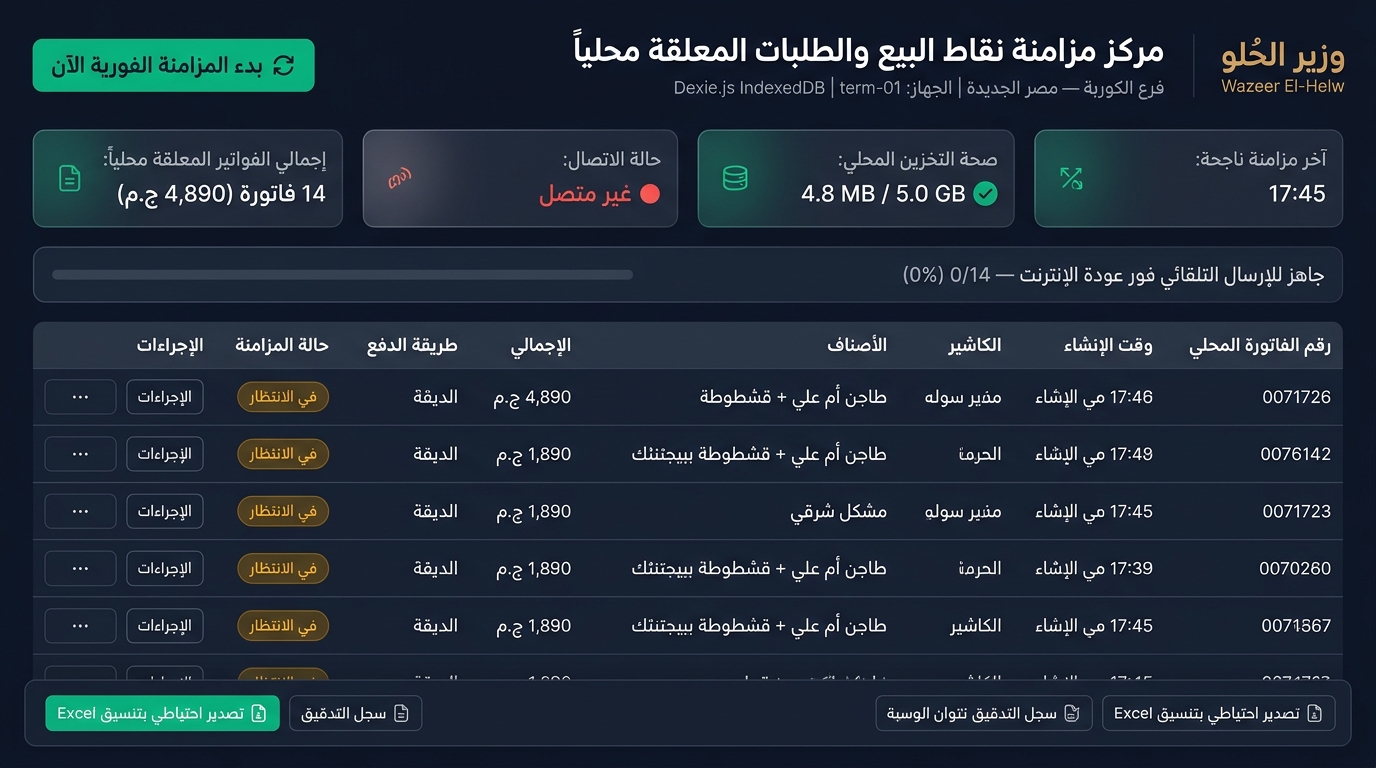 وزير الحُلو
Wazeer El-Helw
مركز مزامنة نقاط البيع والطلبات المعلقة محلياً
فرع الكوربة — مصر الجديدة | الجهاز: term-01 | Dexie.js IndexedDB
بدء المزامنة الفورية الآن
آخر مزامنة ناجحة:
17:45
صحة التخزين المحلي:
4.8 MB / 5.0 GB
حالة الاتصال:
غير متصل
إجمالي الفواتير المعلقة محلياً:
14 فاتورة (4,890 ج.م)
جاهز للإرسال التلقائي فور عودة الإنترنت — 0/14 (0%)
رقم الفاتورة المحلي وقت الإنشاء الكاشير الأصناف الإجمالي طريقة الدفع حالة المزامنة الإجراءات
0071726 17:46 مي الإشاء طاجن أم علي + قشطوطة 4,890 ج.م الديقة في الانتظار الإجراءات ...
0076142 17:49 مي الإشاء طاجن أم علي + قشطوطة 1,890 ج.م الديقة في الانتظار الإجراءات ...
0071723 17:45 مي الإشاء مشكل شرقي 1,890 ج.م الديقة في الانتظار الإجراءات ...
0070260 17:39 مي الإشاء طاجن أم علي + قشطوطة 1,890 ج.م الديقة في الانتظار الإجراءات ...
0071567 17:45 مي الإشاء الكاشير طاجن أم علي + قشطوطة 1,890 ج.م الديقة في الانتظار الإجراءات ...
تصدير احتياطي بتنسيق Excel
سجل التدقيق نتوان الوسبة
سجل التدقيق
تصدير احتياطي بتنسيق Excel